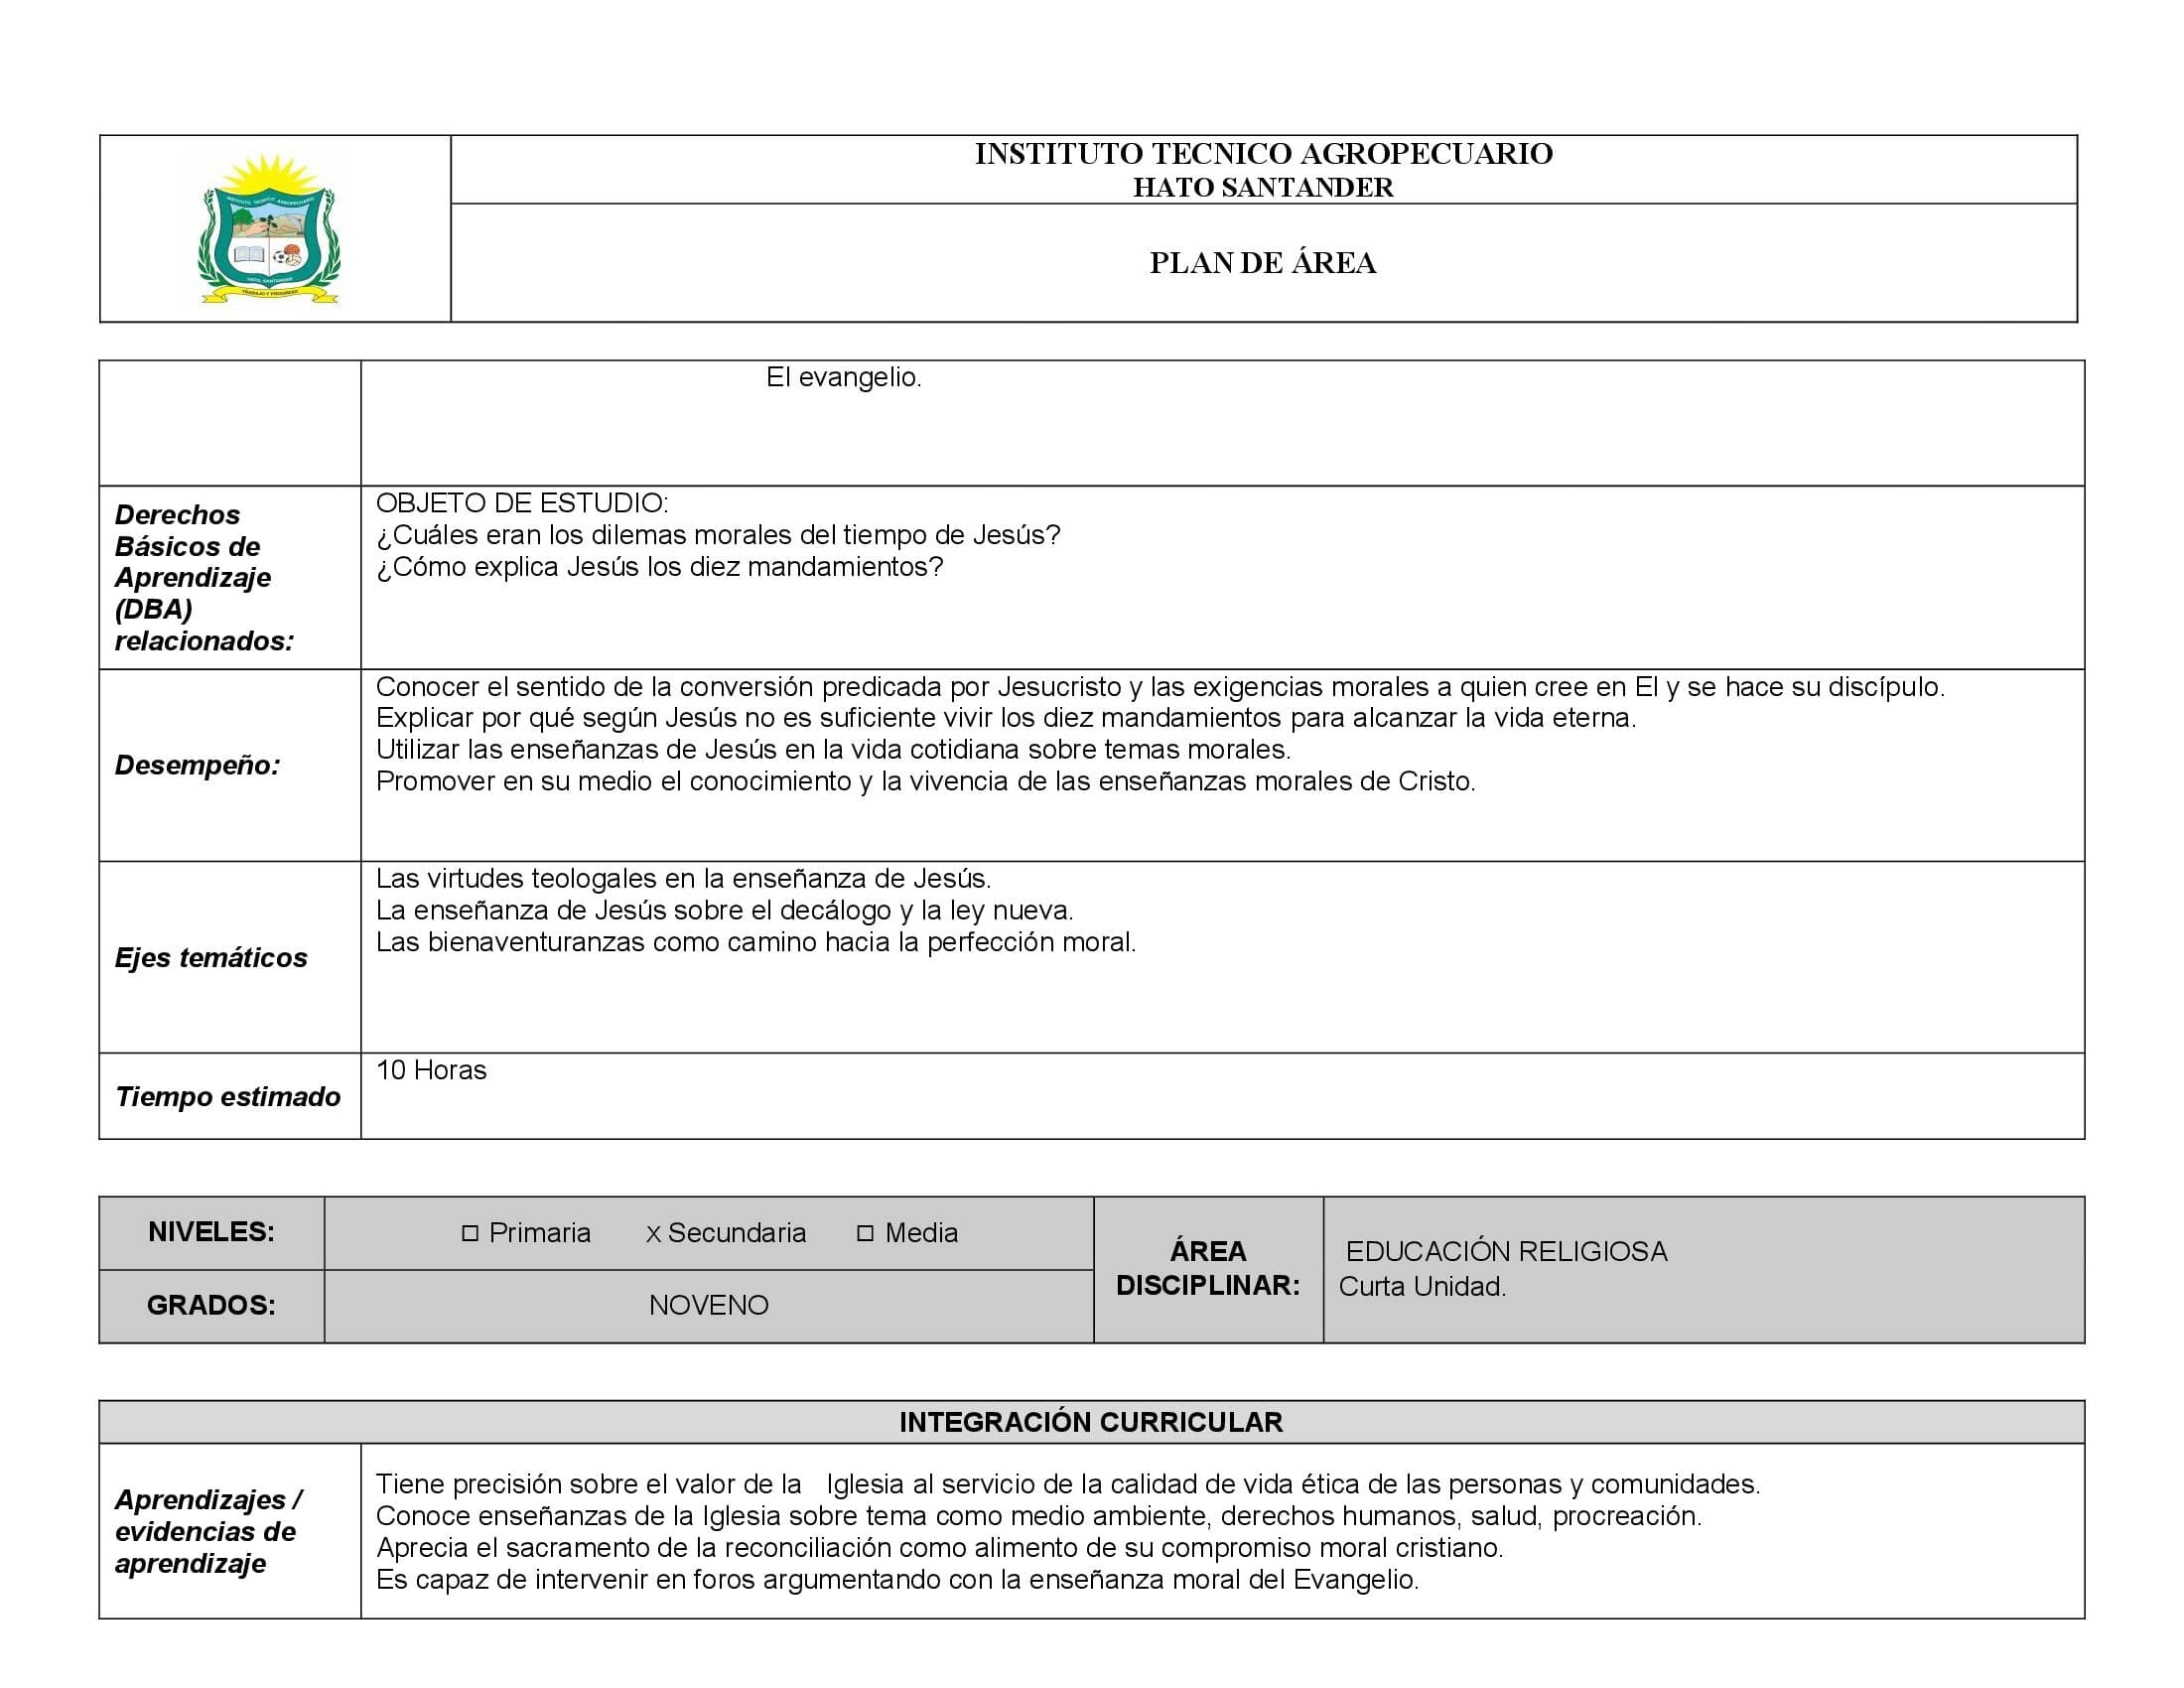 INSTITUTO TECNICO AGROPECUARIO
HATO SANTANDER
PLAN DE ÁREA
INSTITUTO TECNICO AGROPECUARIO
HATO SANTANDER
TRABAJO Y PROGRESO
El evangelio.
Derechos
Básicos de
Aprendizaje
(DBA)
relacionados:
OBJETO DE ESTUDIO:
¿Cuáles eran los dilemas morales del tiempo de Jesús?
¿Cómo explica Jesús los diez mandamientos?
Desempeño:
Conocer el sentido de la conversión predicada por Jesucristo y las exigencias morales a quien cree en El y se hace su discípulo.
Explicar por qué según Jesús no es suficiente vivir los diez mandamientos para alcanzar la vida eterna.
Utilizar las enseñanzas de Jesús en la vida cotidiana sobre temas morales.
Promover en su medio el conocimiento y la vivencia de las enseñanzas morales de Cristo.
Ejes temáticos
Las virtudes teologales en la enseñanza de Jesús.
La enseñanza de Jesús sobre el decálogo y la ley nueva.
Las bienaventuranzas como camino hacia la perfección moral.
Tiempo estimado
10 Horas
NIVELES:
☐ Primaria X Secundaria ☐ Media
GRADOS:
NOVENO
ÁREA
DISCIPLINAR:
EDUCACIÓN RELIGIOSA
Curta Unidad.
INTEGRACIÓN CURRICULAR
Aprendizajes /
evidencias de
aprendizaje
Tiene precisión sobre el valor de la Iglesia al servicio de la calidad de vida ética de las personas y comunidades.
Conoce enseñanzas de la Iglesia sobre tema como medio ambiente, derechos humanos, salud, procreación.
Aprecia el sacramento de la reconciliación como alimento de su compromiso moral cristiano.
Es capaz de intervenir en foros argumentando con la enseñanza moral del Evangelio.